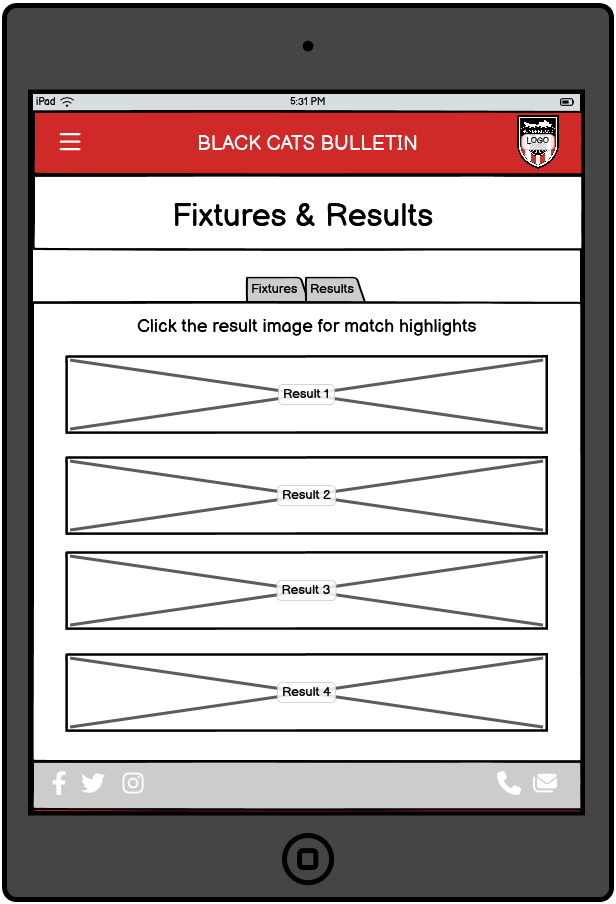 iPad 5:31 PM
BLACK CATS BULLETIN
LOGO
Fixtures & Results
Fixtures Results
Click the result image for match highlights
Result 1
Result 2
Result 3
Result 4